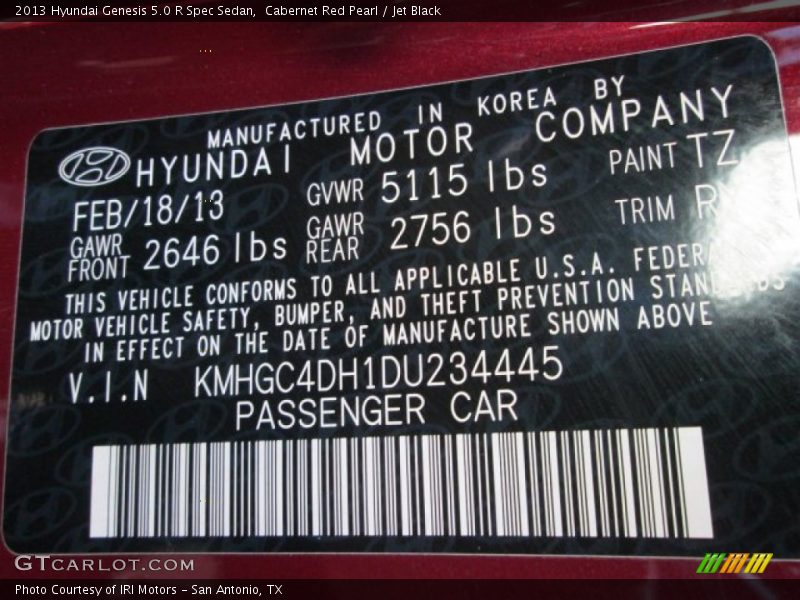 2013 Hyundai Genesis 5.0 R Spec Sedan, Cabernet Red Pearl / Jet Black
MANUFACTURED IN KOREA BY
HYUNDAI MOTOR COMPANY
FEB/18/13 GVWR 5115 lbs PAINT TZ
GAWR FRONT 2646 lbs GAWR REAR 2756 lbs TRIM
THIS VEHICLE CONFORMS TO ALL APPLICABLE U.S.A. FEDERAL
MOTOR VEHICLE SAFETY, BUMPER, AND THEFT PREVENTION STANDARDS
IN EFFECT ON THE DATE OF MANUFACTURE SHOWN ABOVE
V.I.N KMHGC4DH1DU234445
PASSENGER CAR
GTCARLOT.COM
Photo Courtesy of IRI Motors - San Antonio, TX